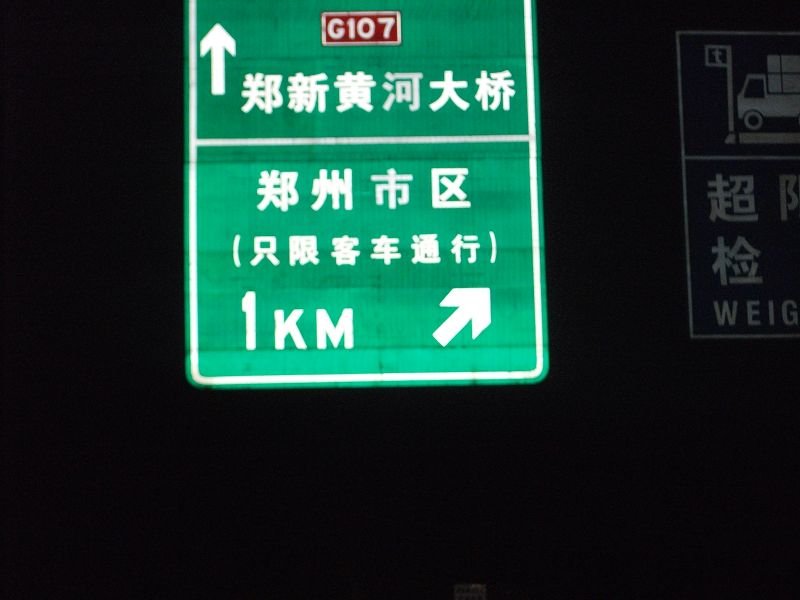 G107
郑新黄河大桥
郑州市区
(只限客车通行)
1KM
t
超
检
WEIG